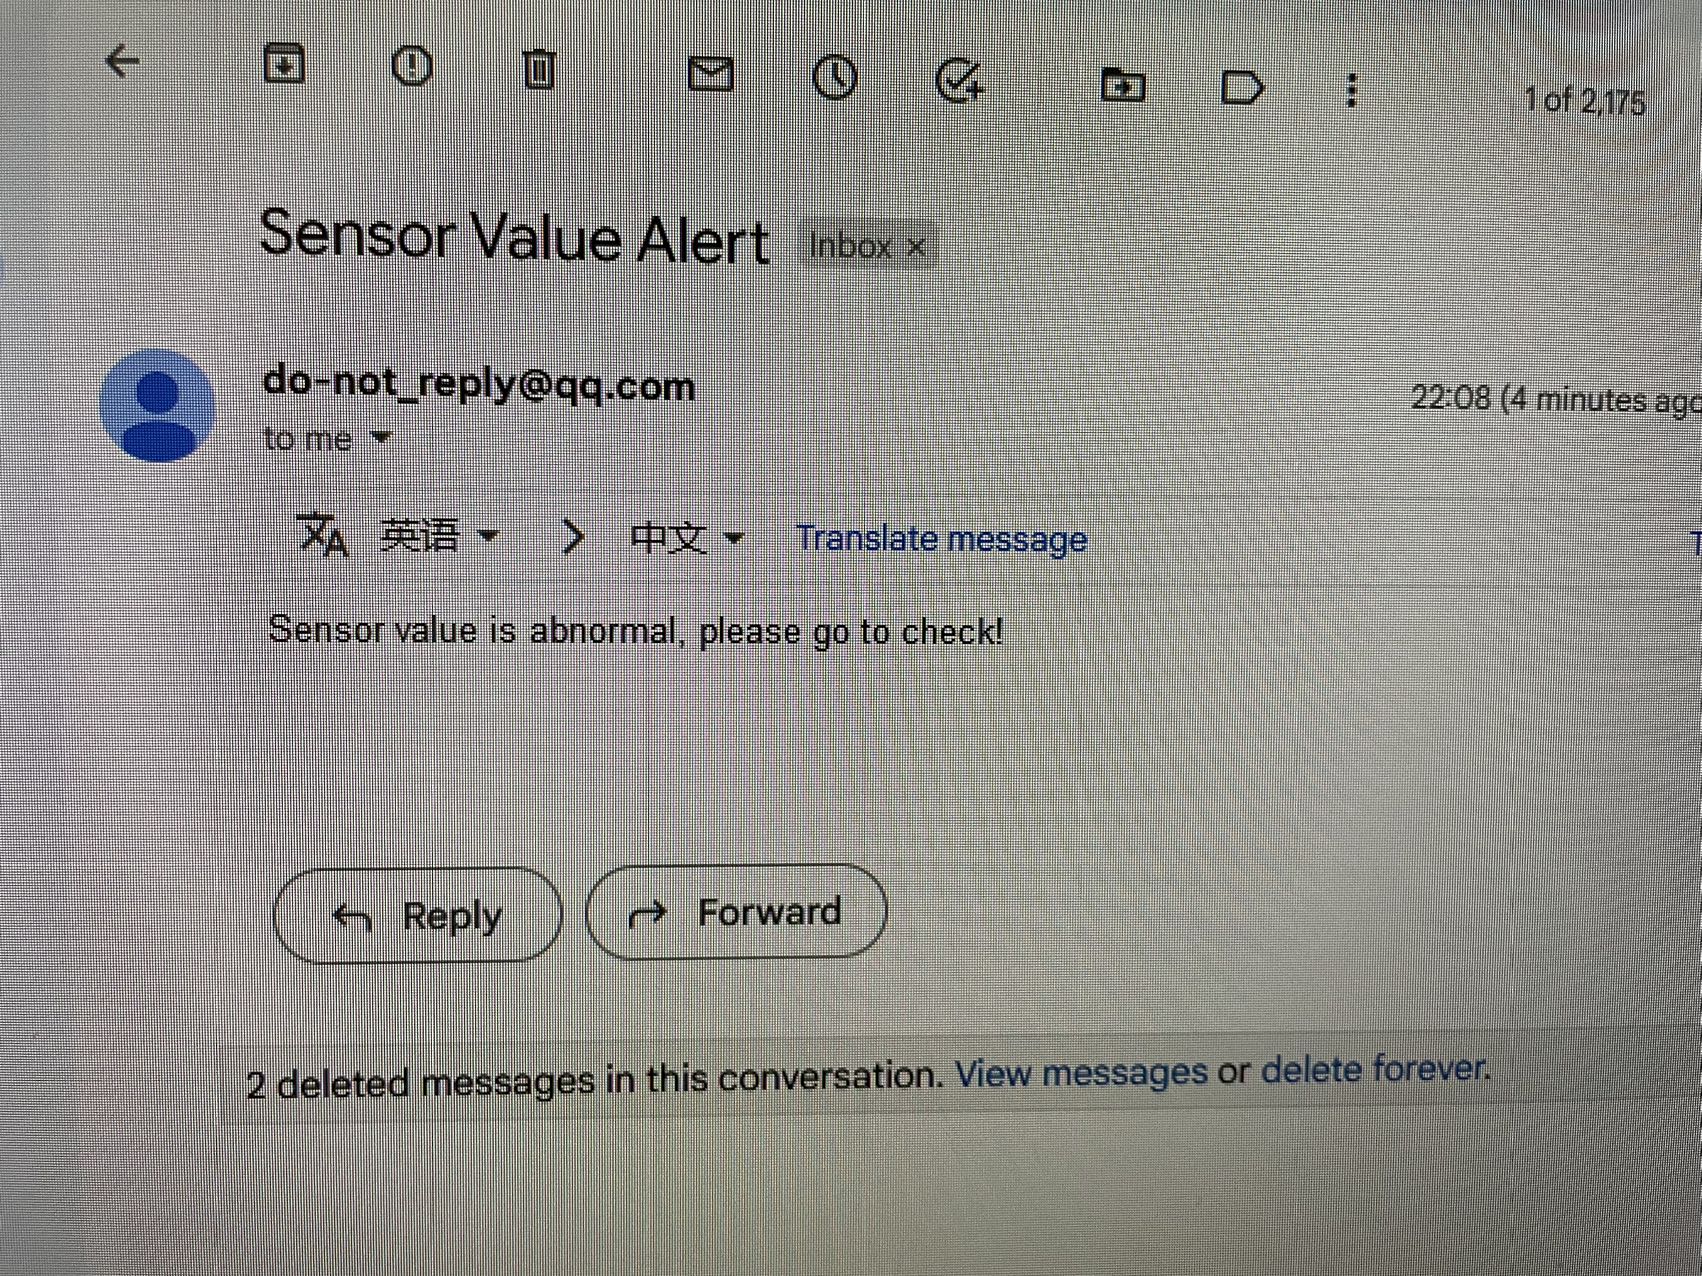 1 of 2,175
Sensor Value Alert Inbox ×
do-not_reply@qq.com
22:08 (4 minutes ago
to me
英语 > 中文 Translate message
Sensor value is abnormal, please go to check!
Reply Forward
2 deleted messages in this conversation. View messages or delete forever.